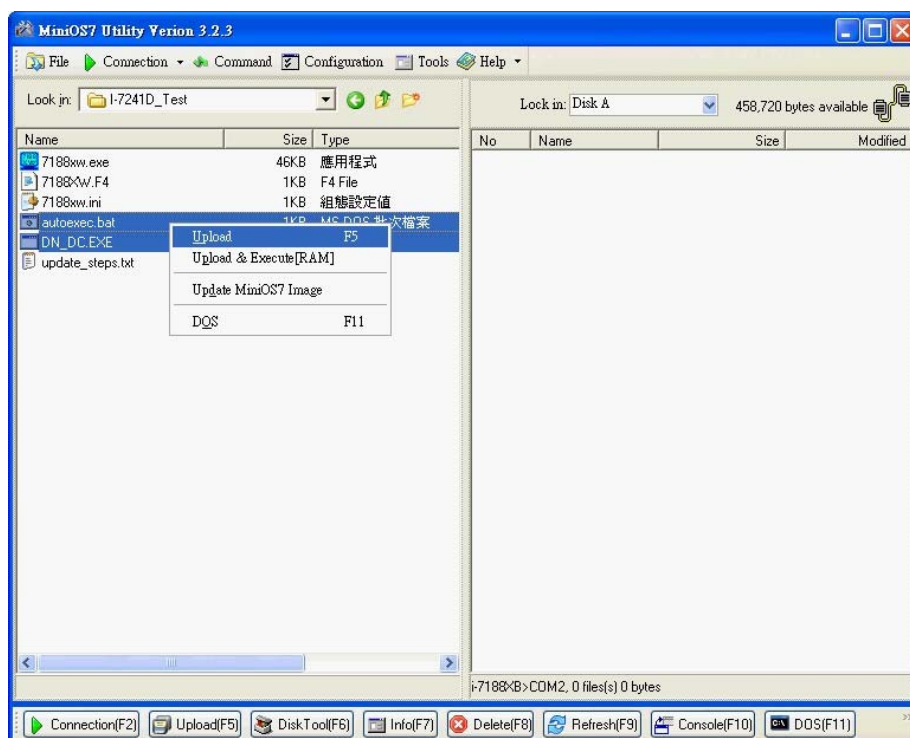 MiniOS7 Utility Verion 3.2.3
File Connection Command Configuration Tools Help
Look in: I-7241D_Test
Lock in: Disk A 458,720 bytes available
Name Size Type
No Name Size Modified
7188xw.exe 46KB 應用程式
7188XW.F4 1KB F4 File
7188xw.ini 1KB 組態設定值
autoexec.bat 1KB MS-DOS 批次檔案
DN_DC.EXE
update_steps.txt
Upload F5
Upload & Execute[RAM]
Update MiniOS7 Image
DOS F11
i-7188XB>COM2, 0 files(s) 0 bytes
Connection(F2) Upload(F5) DiskTool(F6) Info(F7) Delete(F8) Refresh(F9) Console(F10) DOS(F11)